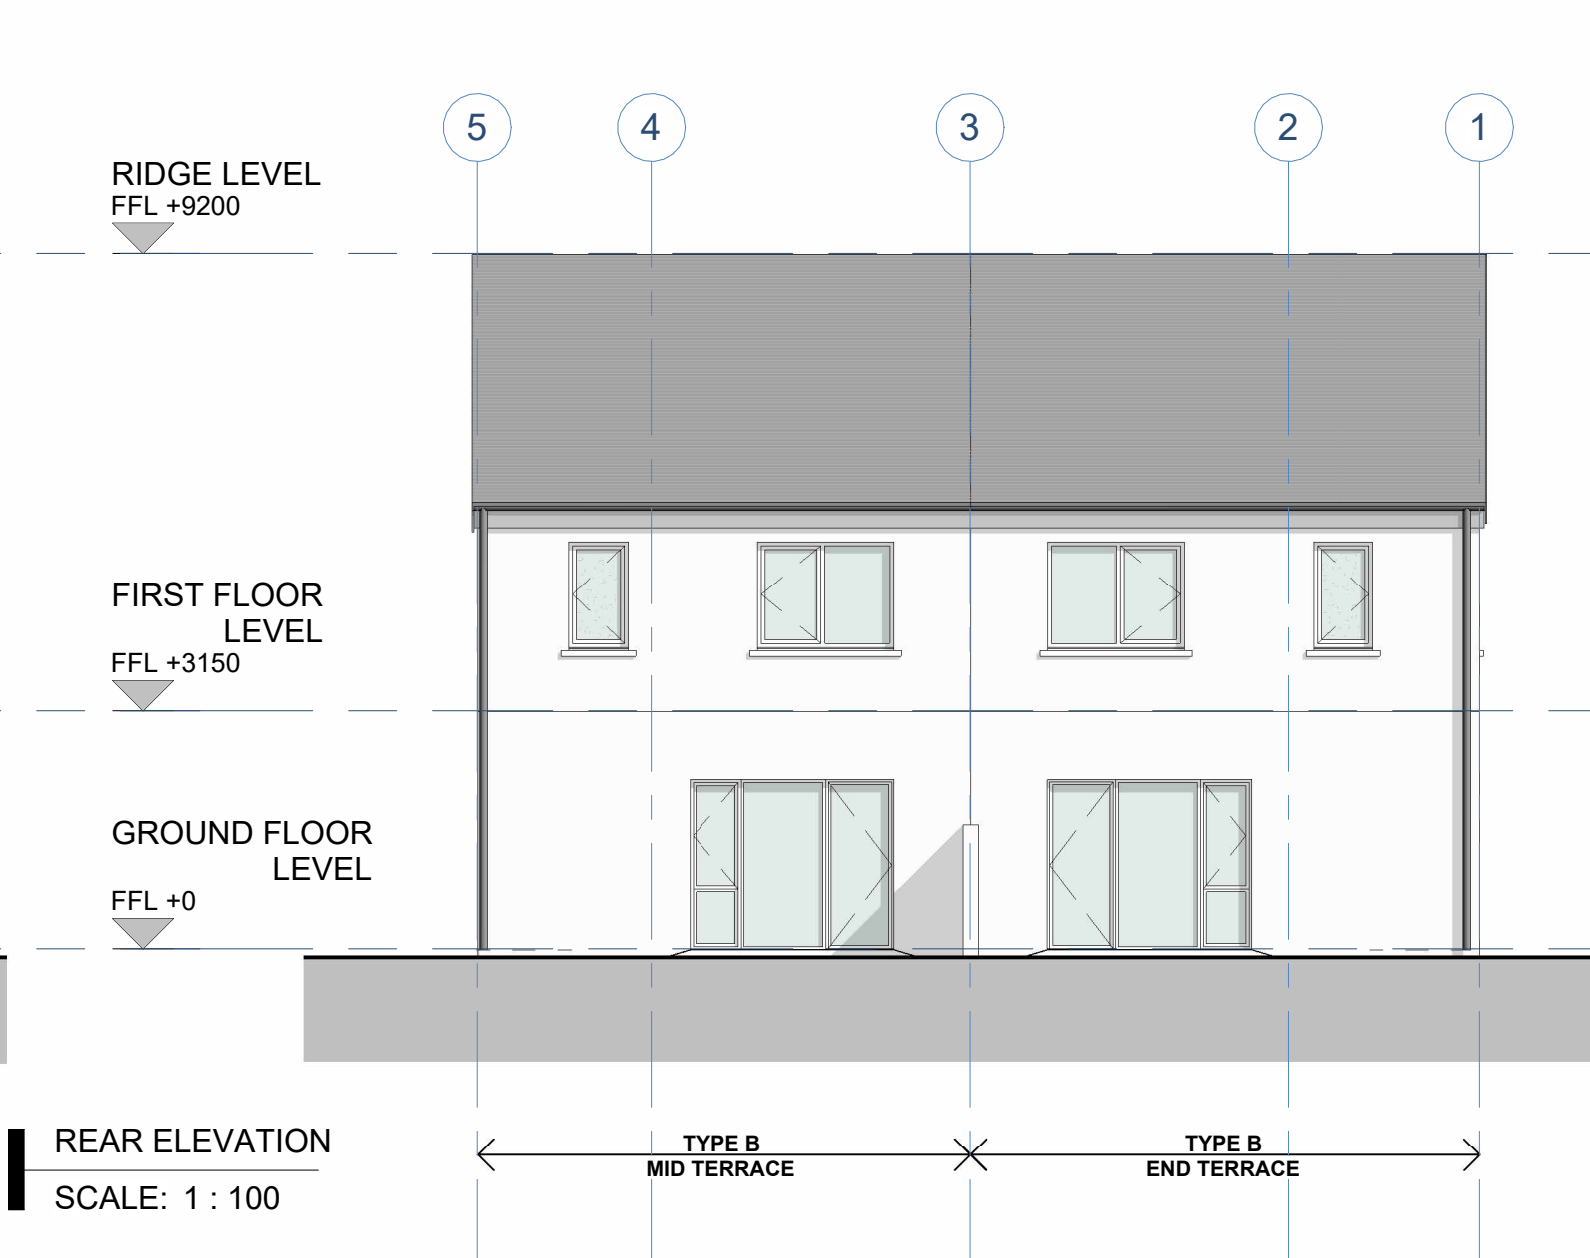 5 4 3 2 1
RIDGE LEVEL
FFL +9200
FIRST FLOOR
LEVEL
FFL +3150
GROUND FLOOR
LEVEL
FFL +0
REAR ELEVATION
SCALE: 1 : 100
TYPE B
MID TERRACE
TYPE B
END TERRACE